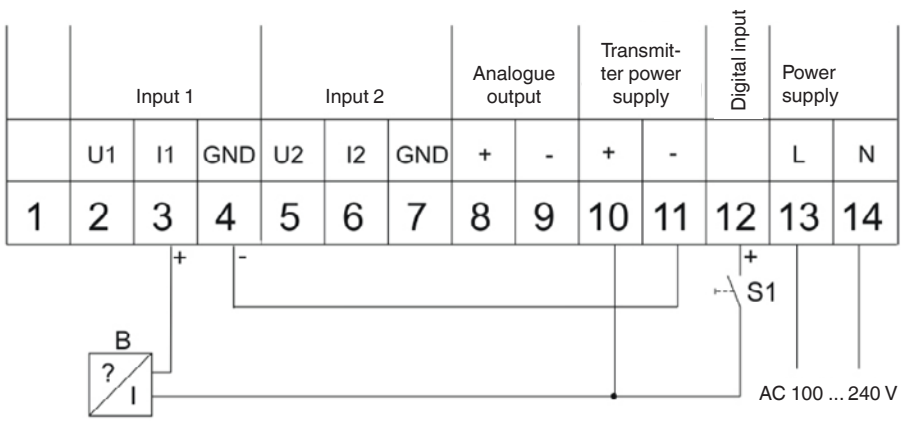 Input 1
Input 2
Analogue
output
Transmit-
ter power
supply
Digital input
Power
supply
U1 I1 GND U2 I2 GND + - + - L N
1 2 3 4 5 6 7 8 9 10 11 12 13 14
+ - +
S1
B
?
I
AC 100 ... 240 V